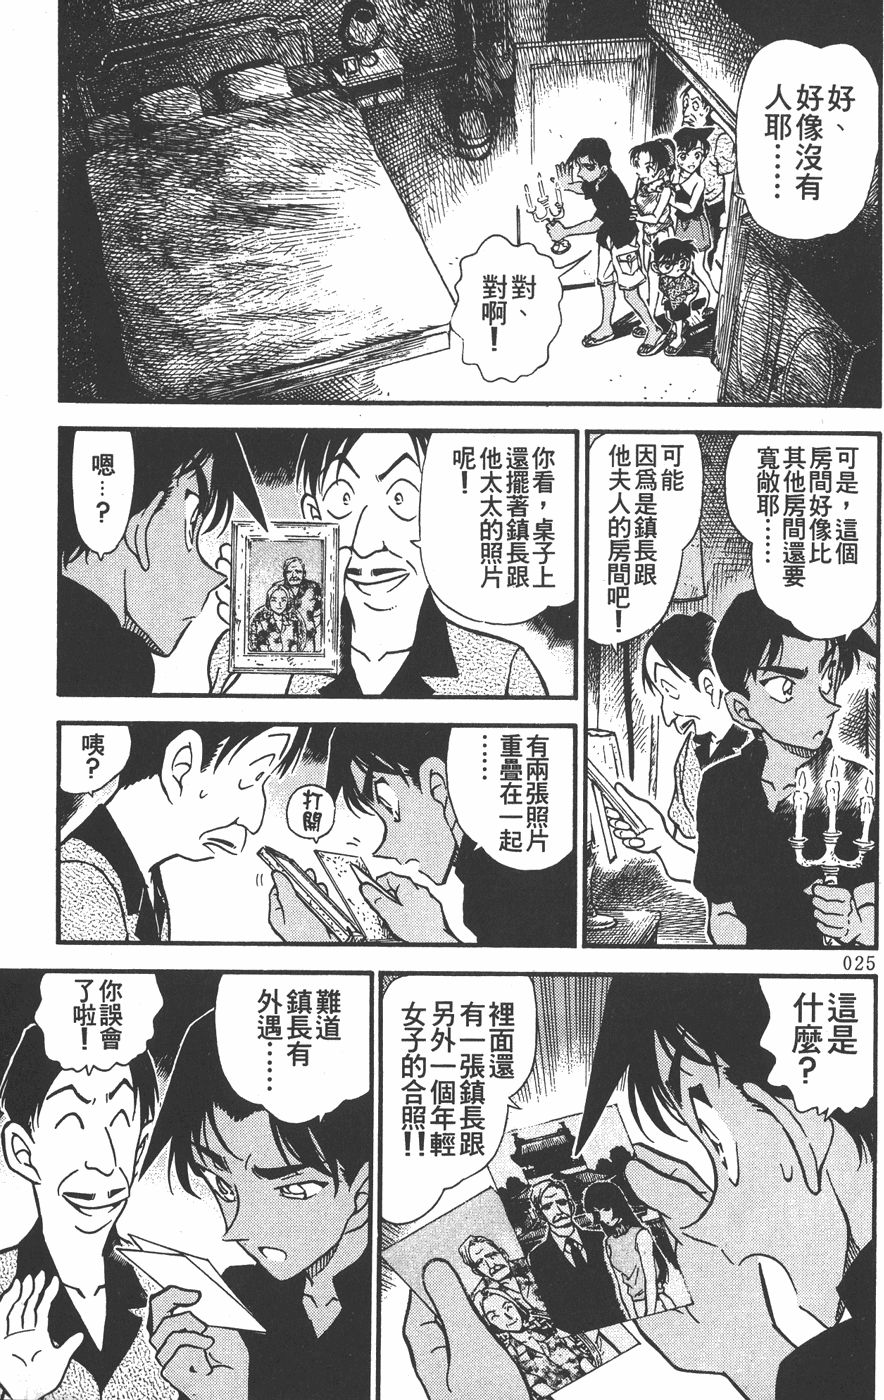 好、
好像沒有
人耶……
對、
對啊！
可是，這個
房間好像比
其他房間還要
寬敞耶……
可能
因為是鎮長跟
他夫人的房間吧！
你看，桌子上
還擺著鎮長跟
他太太的照片
呢！
嗯…？
有兩張照片
重疊在一起
……
打開
咦？
025
這是
什麼？
裡面還
有一張鎮長跟
另外一個年輕
女子的合照！！
難道
鎮長有
外遇……
你誤會
了啦！